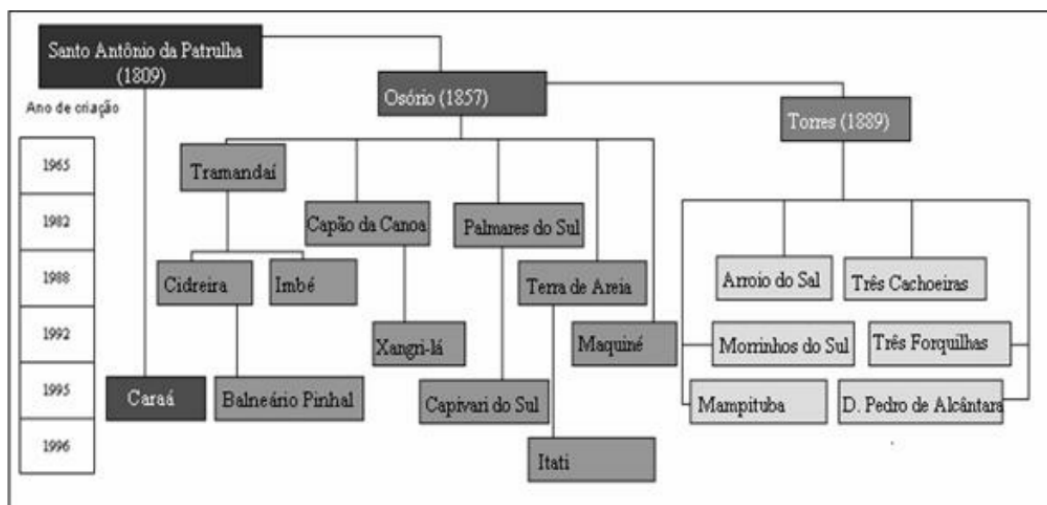 Santo Antônio da Patrulha
(1809)
Osório (1857)
Ano de criação
Torres (1889)
1965
Tramandaí
1982
Capão da Canoa
Palmares do Sul
1988
Cidreira
Imbé
Terra de Areia
Arroio do Sal
Três Cachoeiras
1992
Xangri-lá
Maquiné
Morrinhos do Sul
Três Forquilhas
1995
Caraá
Balneário Pinhal
Capivari do Sul
Mampituba
D. Pedro de Alcântara
1996
Itati